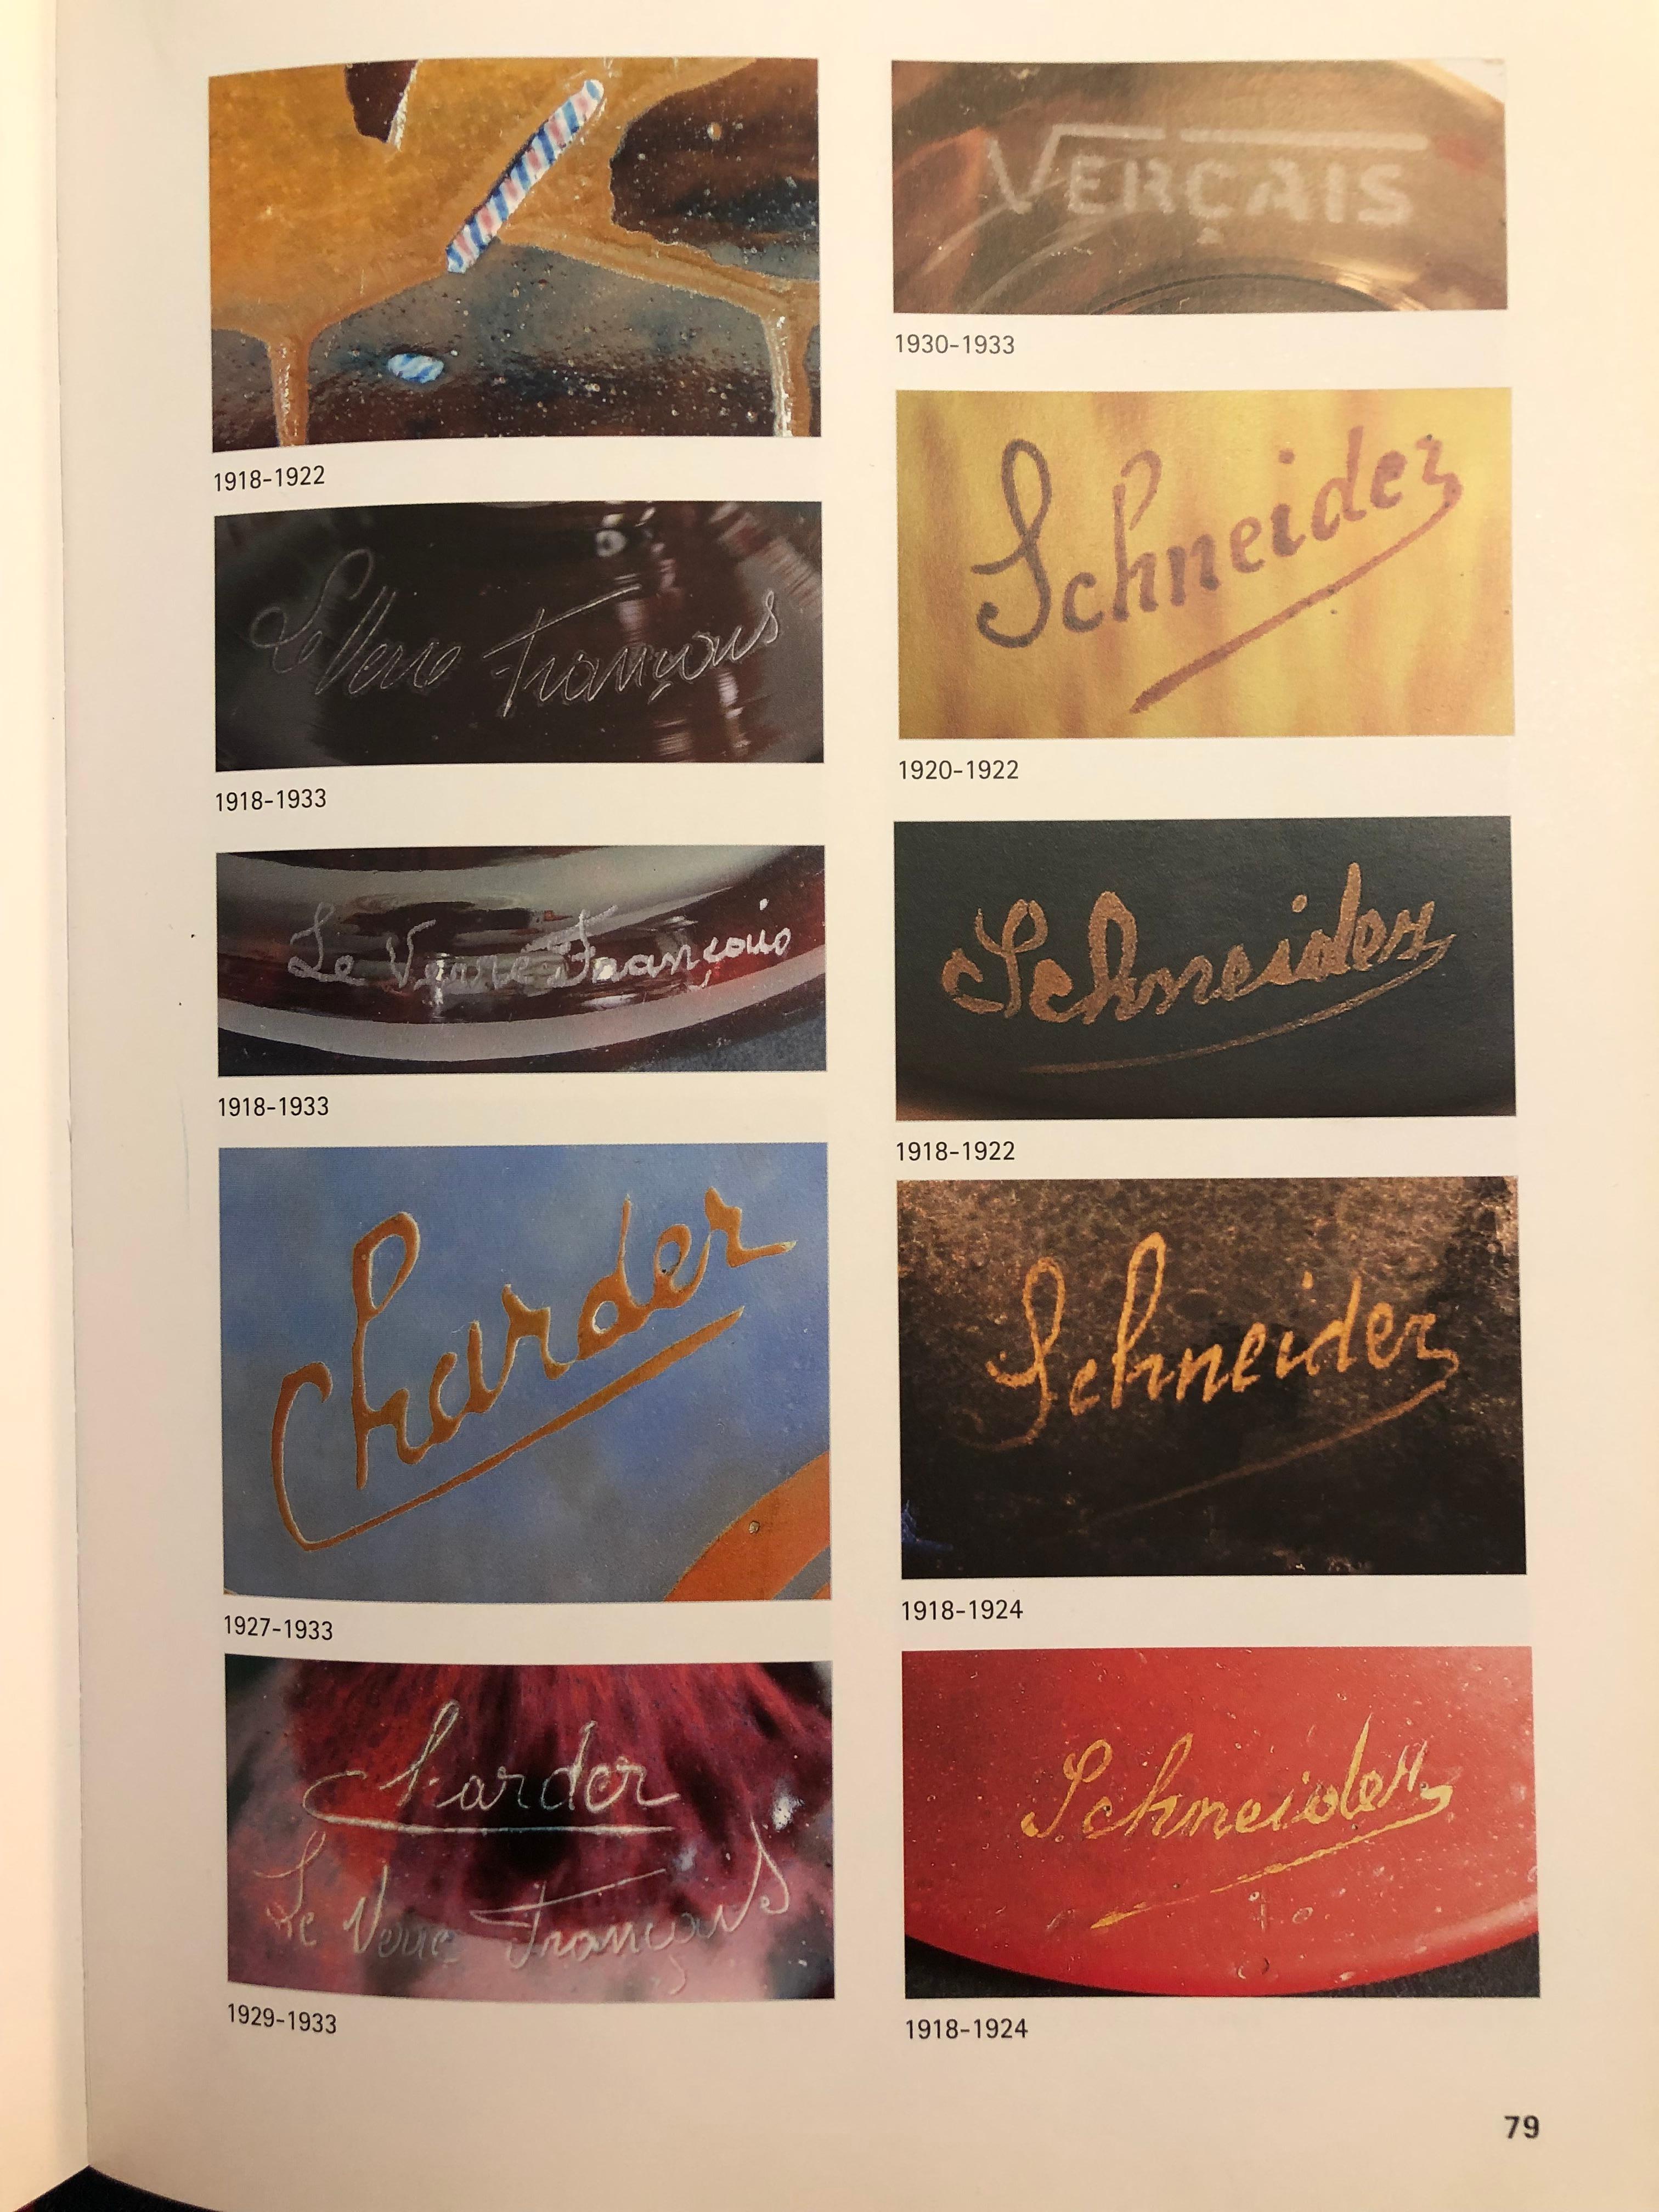 1918-1922
Le Verre Français
1918-1933
Le Verre Français
1918-1933
Charder
1927-1933
Charder
Le Verre Français
1929-1933
VERÇAIS
1930-1933
Schneider
1920-1922
Schneider
1918-1922
Schneider
1918-1924
Schneider
1918-1924
79